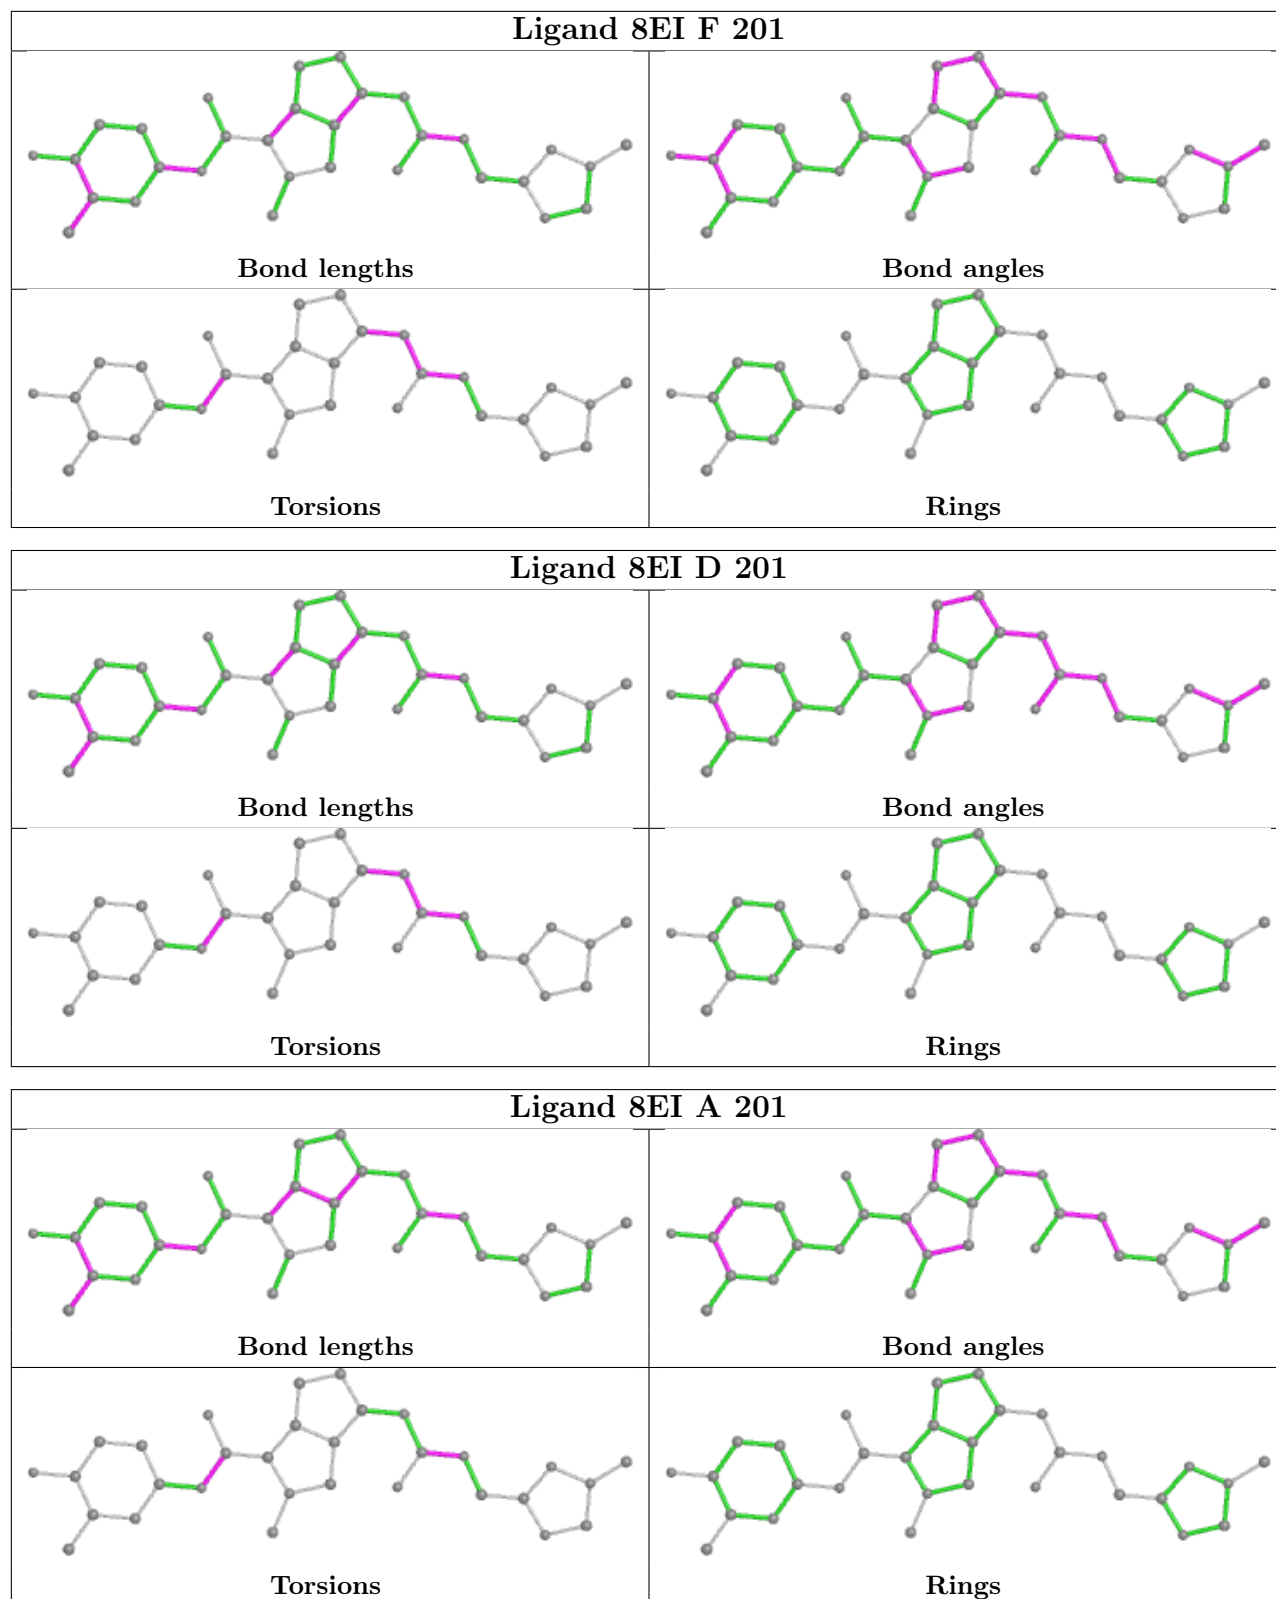 Ligand 8EI F 201
Bond lengths
Bond angles
Torsions
Rings
Ligand 8EI D 201
Bond lengths
Bond angles
Torsions
Rings
Ligand 8EI A 201
Bond lengths
Bond angles
Torsions
Rings